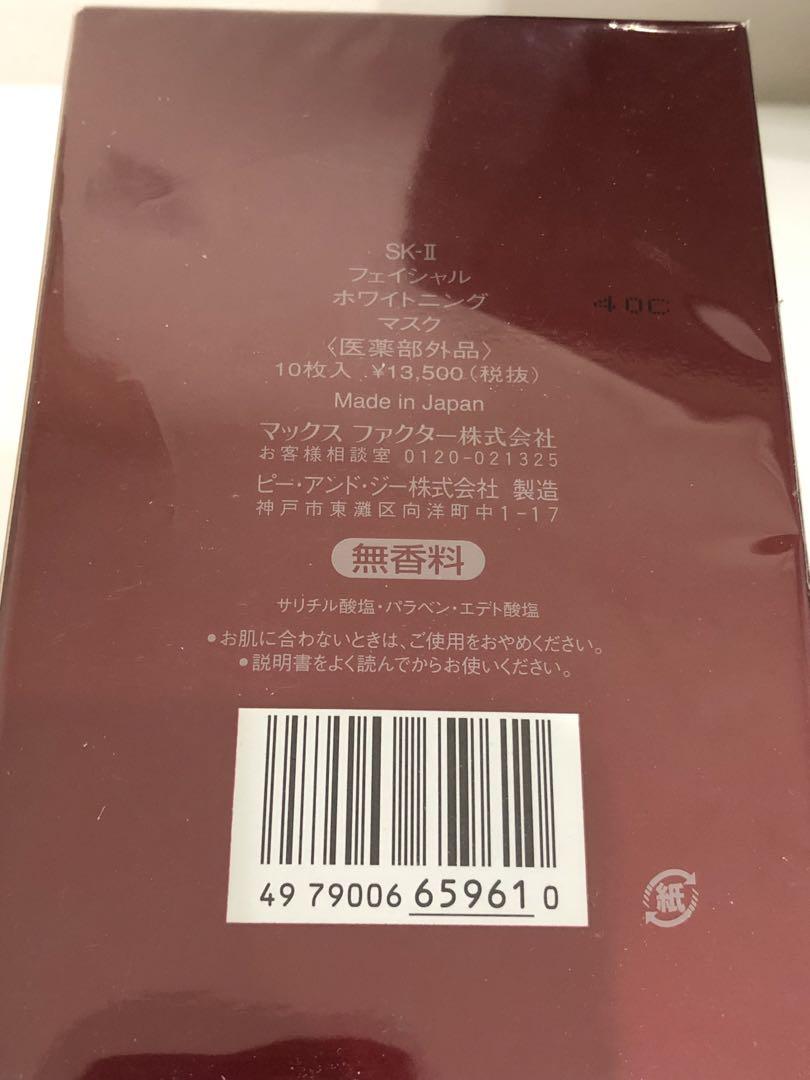 SK-Ⅱ
フェイシャル
ホワイトニング
マスク
〈医薬部外品〉
10枚入 ¥13,500(税抜)
Made in Japan
マックス ファクター株式会社
お客様相談室 0120-021325
ピー・アンド・ジー株式会社 製造
神戸市東灘区向洋町中1-17
無香料
サリチル酸塩・パラベン・エデト酸塩
●お肌に合わないときは、ご使用をおやめください。
●説明書をよく読んでからお使いください。
40C
49 79006 65961 0
紙